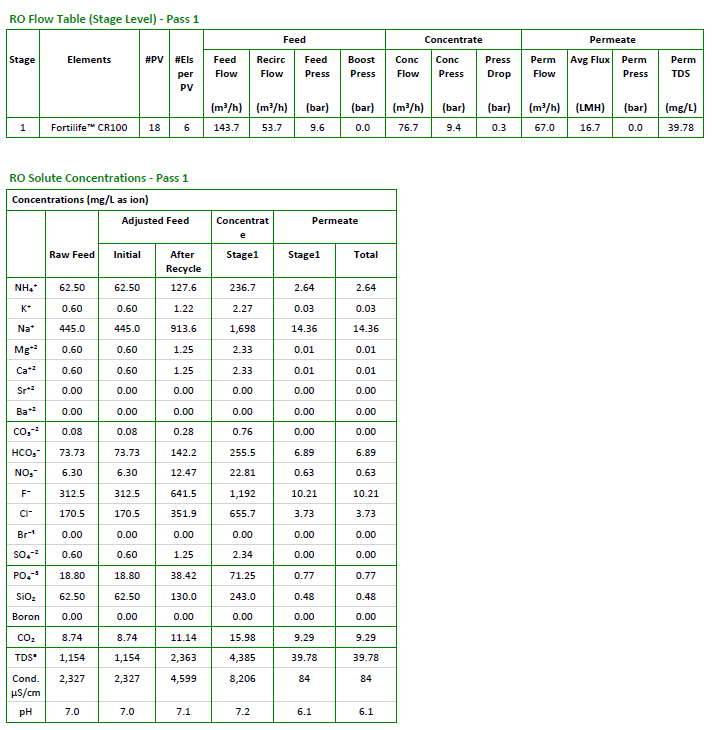 RO Flow Table (Stage Level) - Pass 1
Feed Concentrate Permeate
Stage Elements #PV #Els per PV Feed Flow Recirc Flow Feed Press Boost Press Conc Flow Conc Press Press Drop Perm Flow Avg Flux Perm Press Perm TDS
(m³/h) (m³/h) (bar) (bar) (m³/h) (bar) (bar) (m³/h) (LMH) (bar) (mg/L)
1 Fortilife™ CR100 18 6 143.7 53.7 9.6 0.0 76.7 9.4 0.3 67.0 16.7 0.0 39.78
RO Solute Concentrations - Pass 1
Concentrations (mg/L as ion)
Adjusted Feed Concentrat e Permeate
Raw Feed Initial After Recycle Stage1 Stage1 Total
NH₄⁺ 62.50 62.50 127.6 236.7 2.64 2.64
K⁺ 0.60 0.60 1.22 2.27 0.03 0.03
Na⁺ 445.0 445.0 913.6 1,698 14.36 14.36
Mg⁺² 0.60 0.60 1.25 2.33 0.01 0.01
Ca⁺² 0.60 0.60 1.25 2.33 0.01 0.01
Sr⁺² 0.00 0.00 0.00 0.00 0.00 0.00
Ba⁺² 0.00 0.00 0.00 0.00 0.00 0.00
CO₃⁻² 0.08 0.08 0.28 0.76 0.00 0.00
HCO₃⁻ 73.73 73.73 142.2 255.5 6.89 6.89
NO₃⁻ 6.30 6.30 12.47 22.81 0.63 0.63
F⁻ 312.5 312.5 641.5 1,192 10.21 10.21
Cl⁻ 170.5 170.5 351.9 655.7 3.73 3.73
Br⁻¹ 0.00 0.00 0.00 0.00 0.00 0.00
SO₄⁻² 0.60 0.60 1.25 2.34 0.00 0.00
PO₄⁻³ 18.80 18.80 38.42 71.25 0.77 0.77
SiO₂ 62.50 62.50 130.0 243.0 0.48 0.48
Boron 0.00 0.00 0.00 0.00 0.00 0.00
CO₂ 8.74 8.74 11.14 15.98 9.29 9.29
TDSᵃ 1,154 1,154 2,363 4,385 39.78 39.78
Cond. µS/cm 2,327 2,327 4,599 8,206 84 84
pH 7.0 7.0 7.1 7.2 6.1 6.1